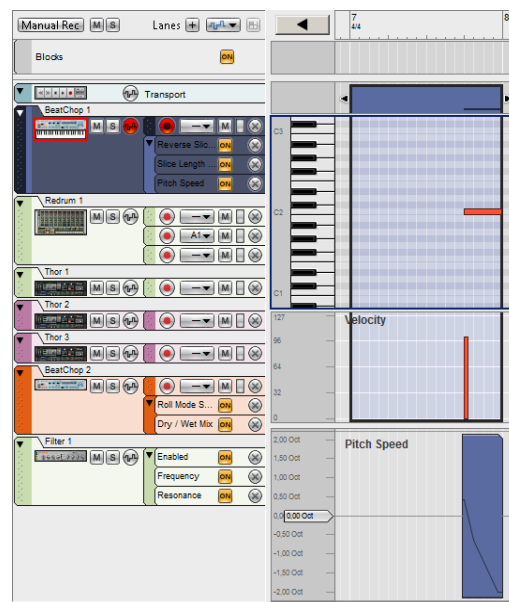 Manual Rec M S Lanes
7 8
4/4
Blocks ON
Transport
BeatChop 1
M S — M
Reverse Slic... ON
Slice Length ... ON
Pitch Speed ON
Redrum 1
M S — M
A1 M
— M
Thor 1
M S — M
Thor 2
M S — M
Thor 3
M S — M
BeatChop 2
M S — M
Roll Mode S... ON
Dry / Wet Mix ON
Filter 1
M S Enabled ON
Frequency ON
Resonance ON
C3
C2
C1
127 Velocity
96
64
32
0
2,00 Oct Pitch Speed
1,50 Oct
1,00 Oct
0,50 Oct
0,0 0,00 Oct
-0,50 Oct
-1,00 Oct
-1,50 Oct
-2,00 Oct